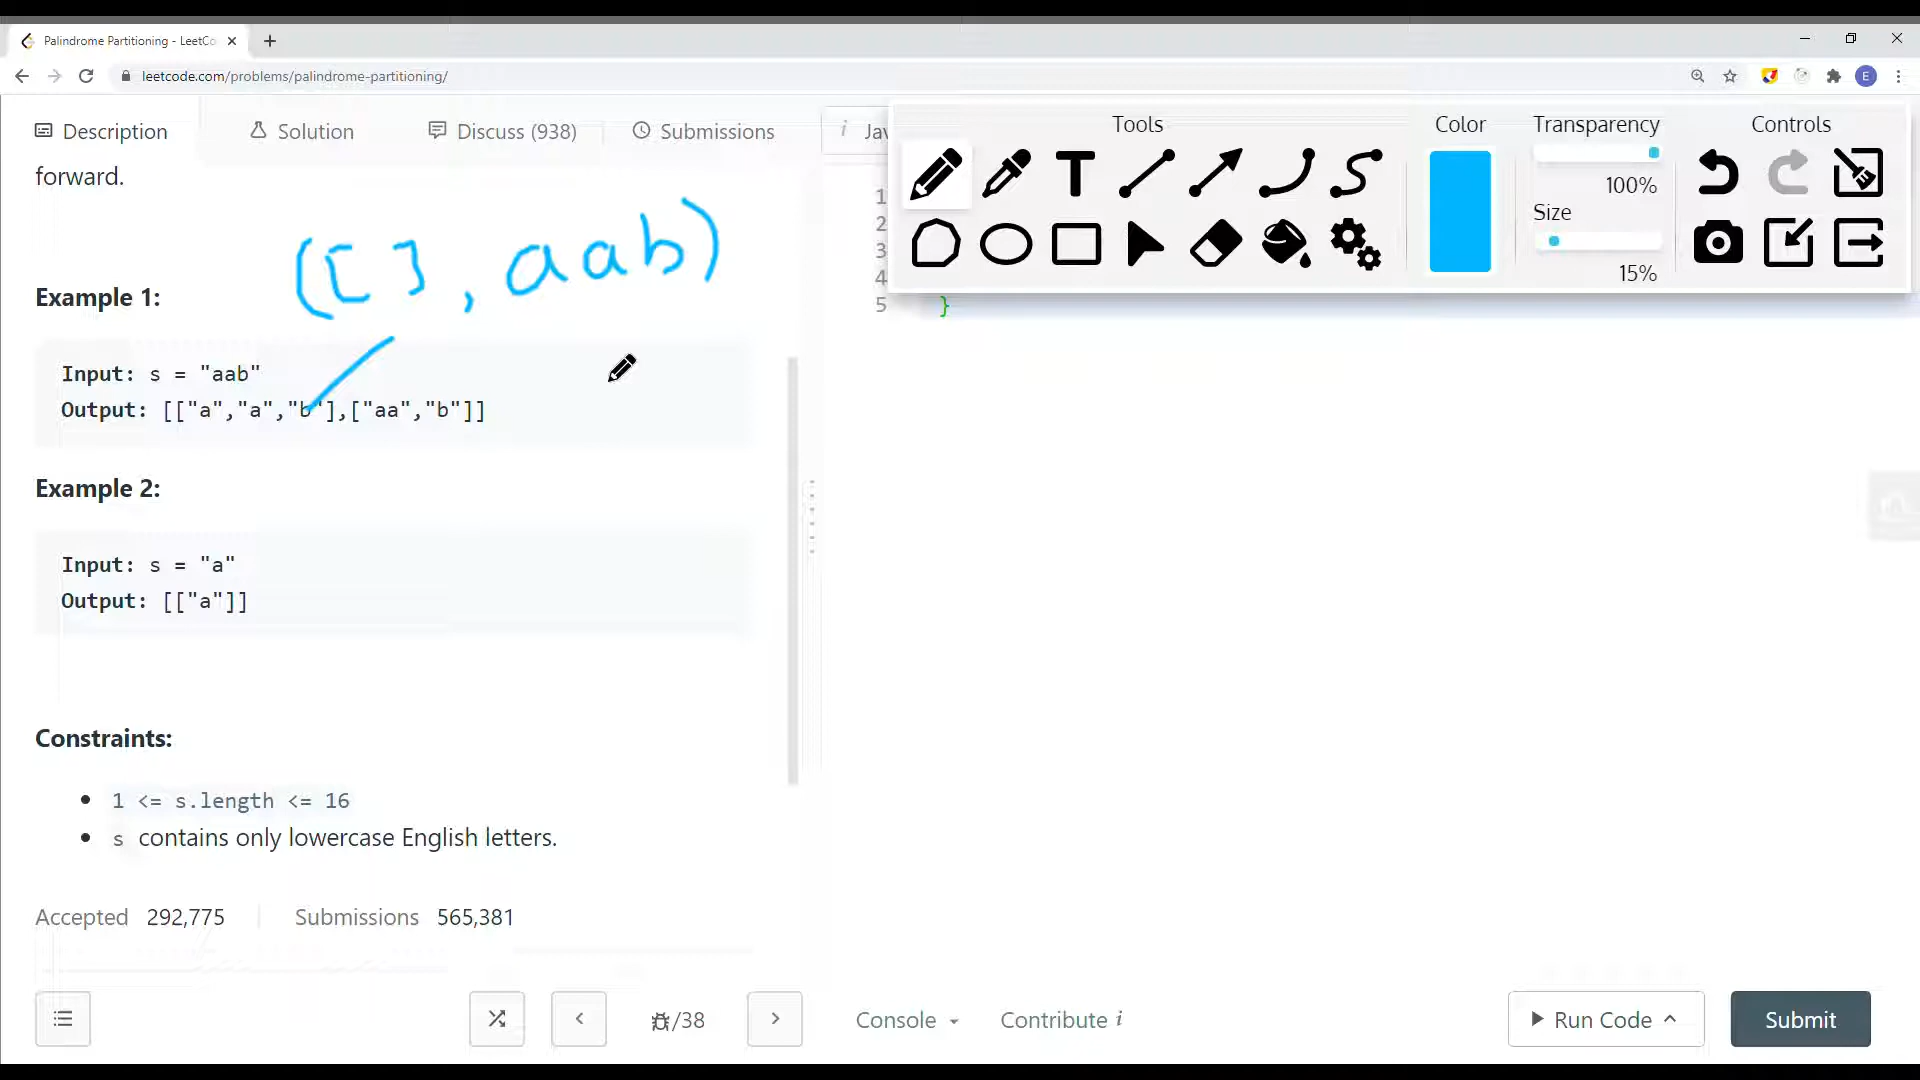 Palindrome Partitioning - LeetCo
leetcode.com/problems/palindrome-partitioning/
E
Description
Solution
Discuss (938)
Submissions
i Jav
forward.
([ ], aab)
Tools
Color
Transparency
Controls
100%
Size
15%
1
2
3
4
5 }
Example 1:
Input: s = "aab"
Output: [["a","a","b"],["aa","b"]]
Example 2:
Input: s = "a"
Output: [["a"]]
Constraints:
1 <= s.length <= 16
s contains only lowercase English letters.
Accepted 292,775
Submissions 565,381
/38
Console
Contribute i
Run Code
Submit